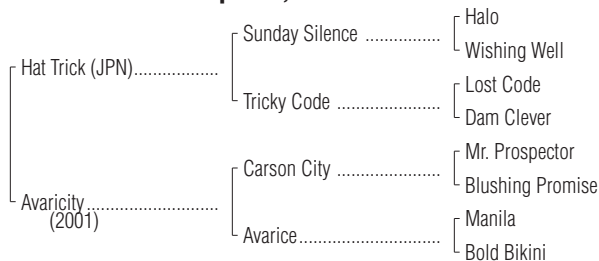 Halo
Sunday Silence ................
Wishing Well
Hat Trick (JPN)..................
Lost Code
Tricky Code ......................
Dam Clever
Mr. Prospector
Carson City ......................
Blushing Promise
Avaricity............................
(2001)
Manila
Avarice..............................
Bold Bikini